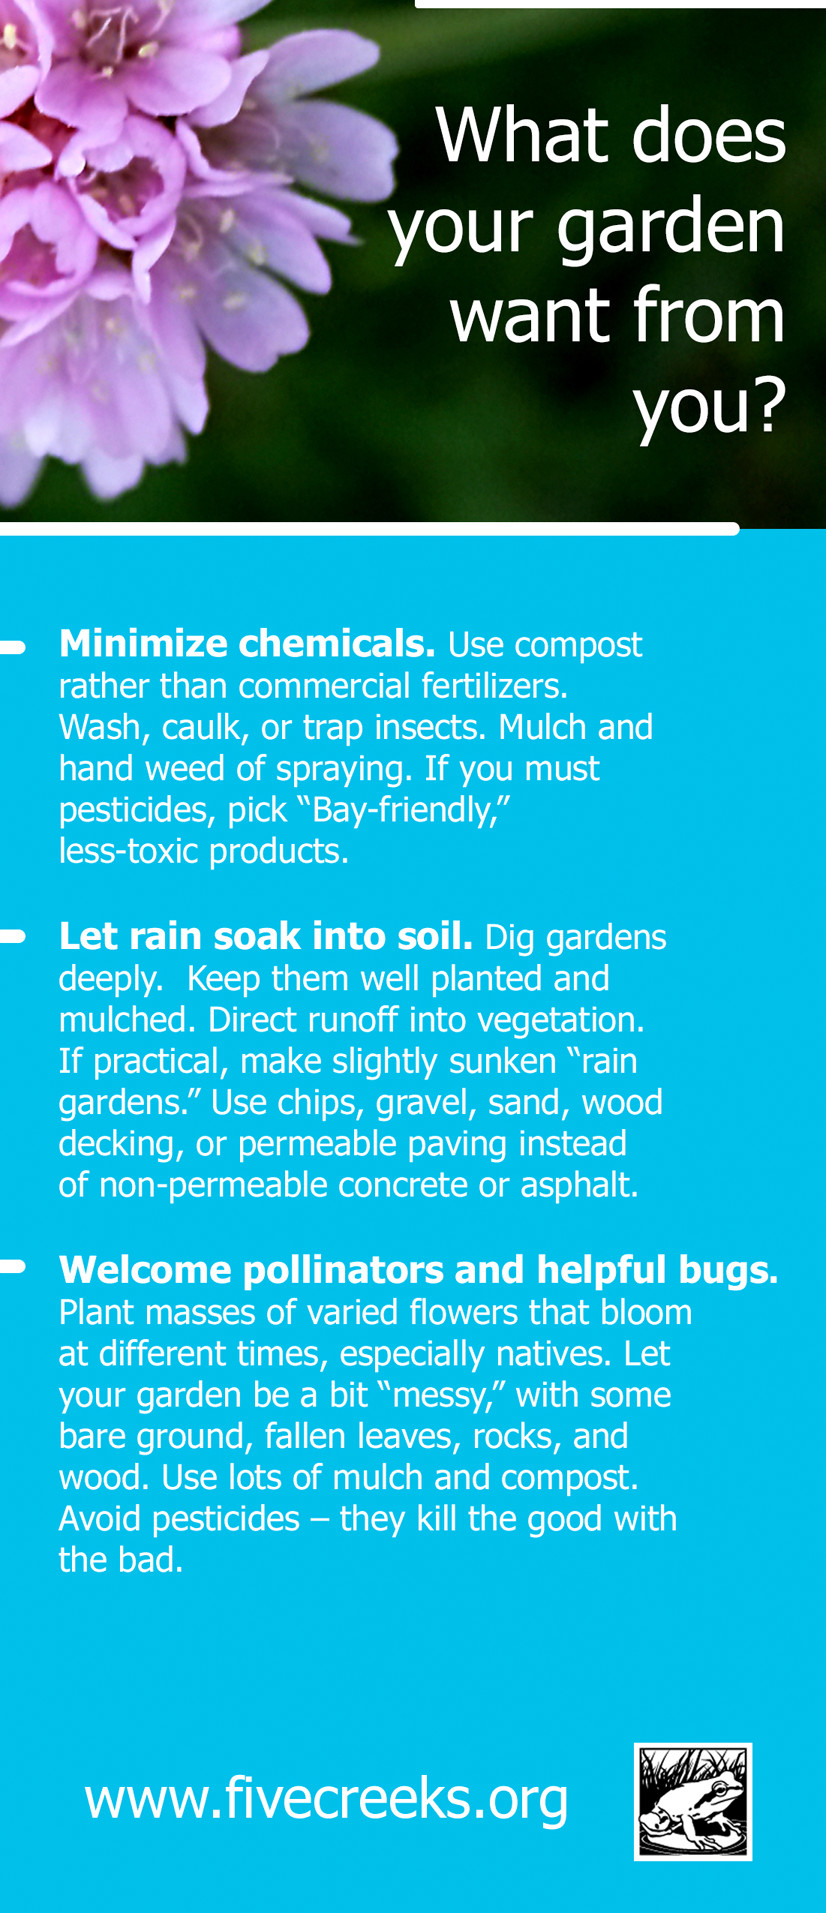 What does
your garden
want from
you?
Minimize chemicals. Use compost
rather than commercial fertilizers.
Wash, caulk, or trap insects. Mulch and
hand weed of spraying. If you must
pesticides, pick “Bay-friendly,”
less-toxic products.
Let rain soak into soil. Dig gardens
deeply.  Keep them well planted and
mulched. Direct runoff into vegetation.
If practical, make slightly sunken “rain
gardens.” Use chips, gravel, sand, wood
decking, or permeable paving instead
of non-permeable concrete or asphalt.
Welcome pollinators and helpful bugs.
Plant masses of varied flowers that bloom
at different times, especially natives. Let
your garden be a bit “messy,” with some
bare ground, fallen leaves, rocks, and
wood. Use lots of mulch and compost.
Avoid pesticides – they kill the good with
the bad.
www.fivecreeks.org